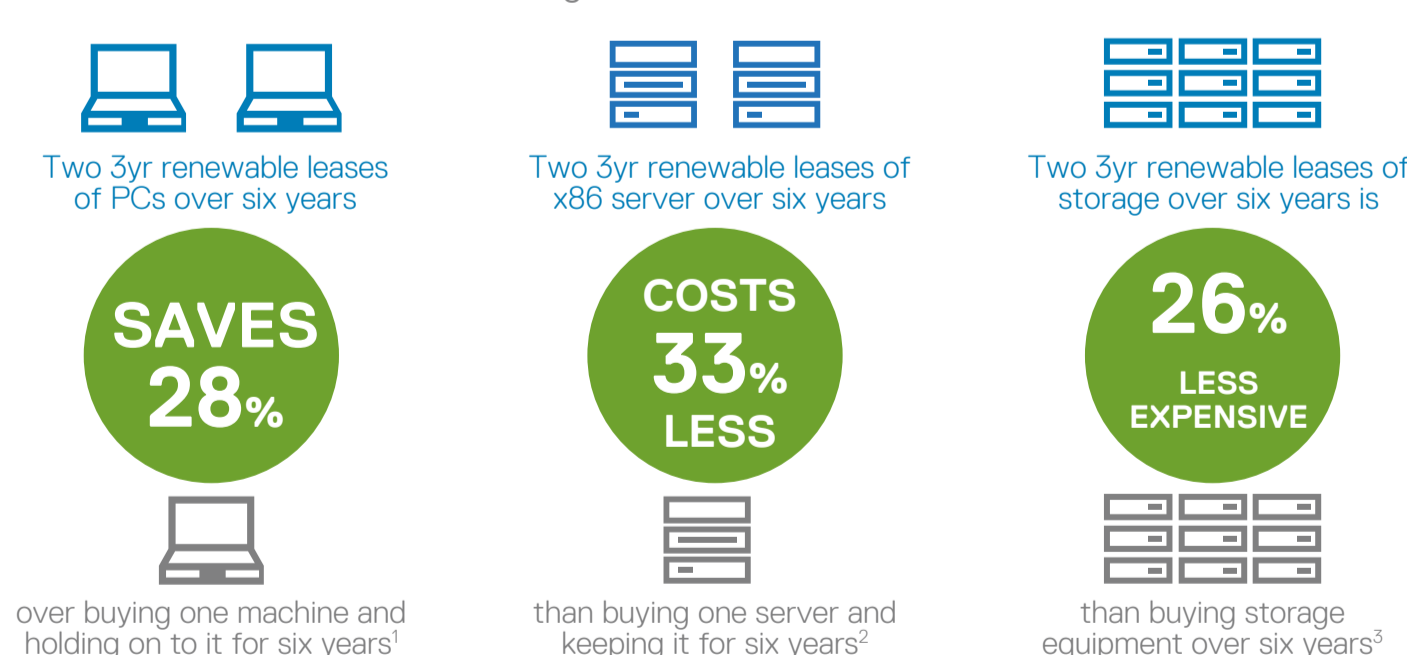 Two 3yr renewable leases
of PCs over six years
SAVES
28%
over buying one machine and
holding on to it for six years¹
Two 3yr renewable leases of
x86 server over six years
COSTS
33%
LESS
than buying one server and
keeping it for six years²
Two 3yr renewable leases of
storage over six years is
26%
LESS
EXPENSIVE
than buying storage
equipment over six years³